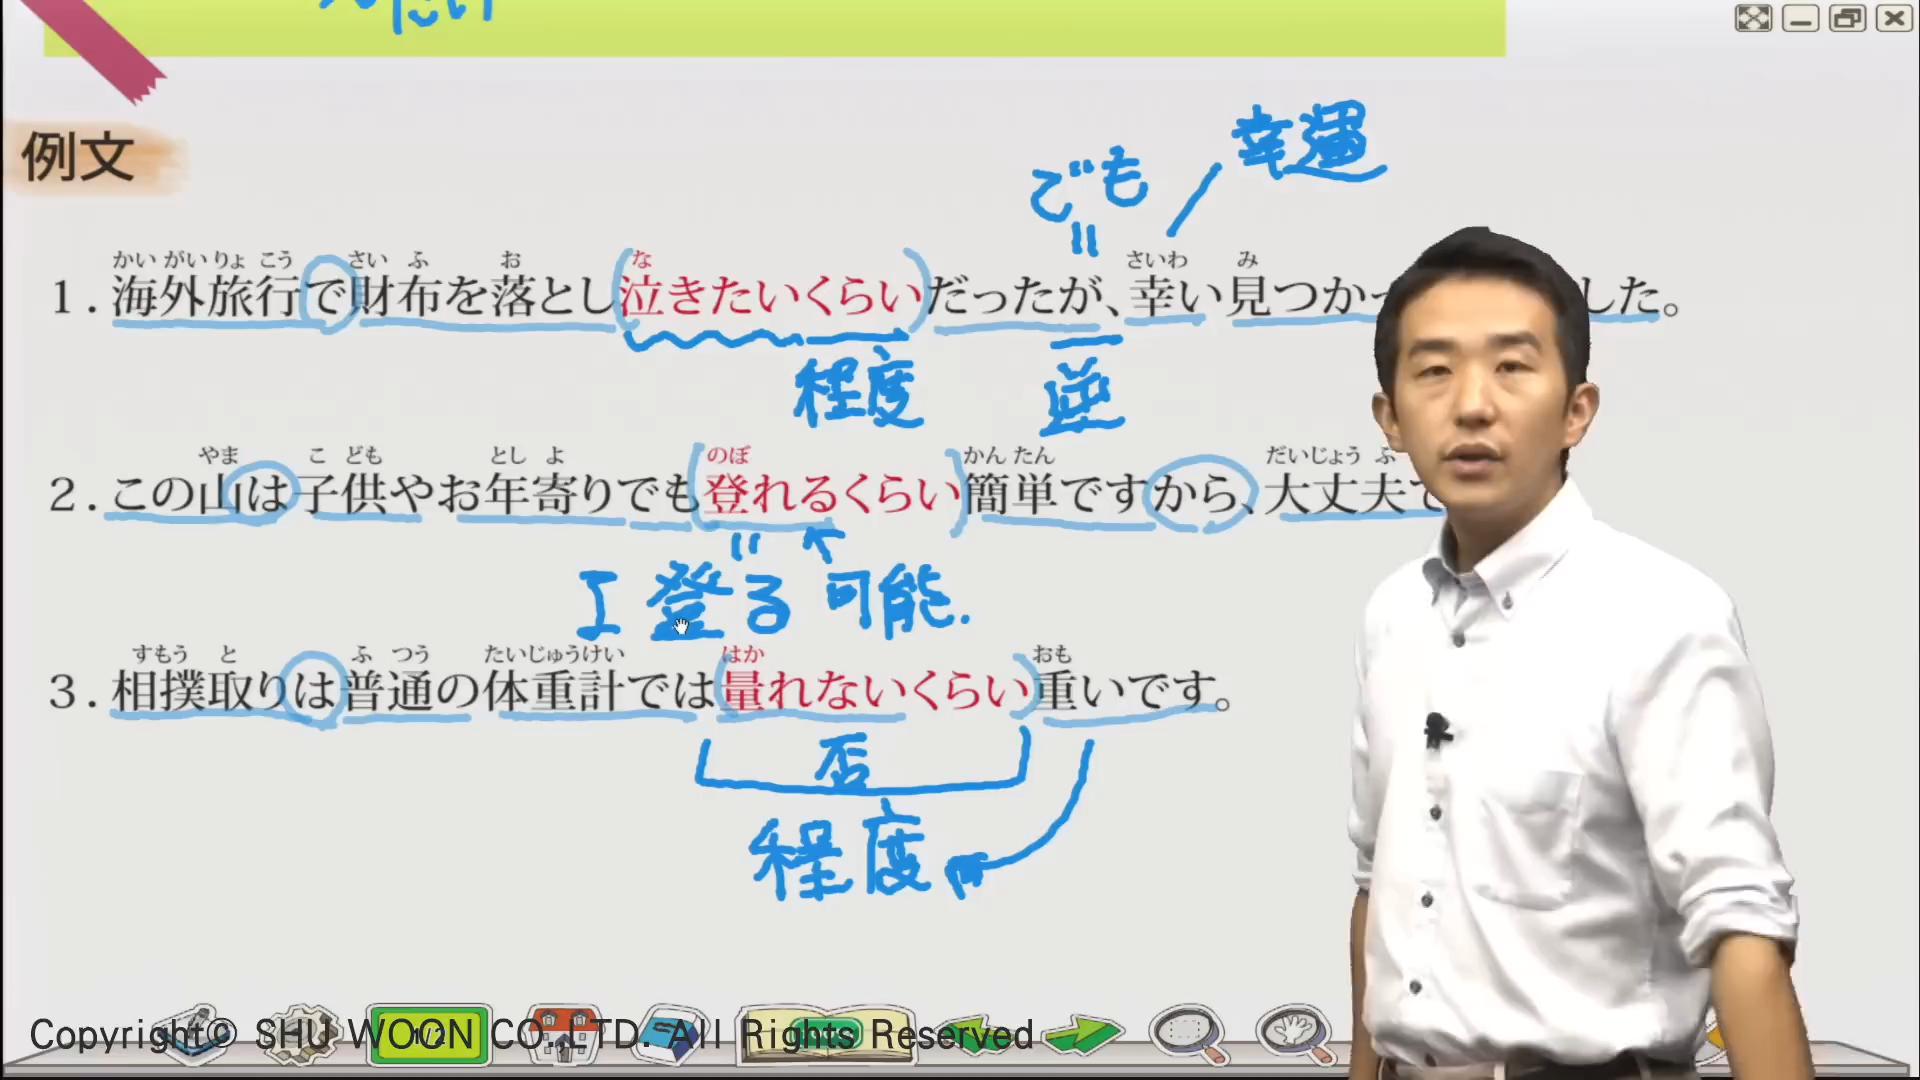 例文
でも
幸運
かいがいりょこう さいふ お な さいわ み
1.海外旅行で財布を落とし泣きたいくらいだったが、幸い見つか
した。
程度 逆
やま こども としよ のぼ かんたん だいじょうぶ
2.この山は子供やお年寄りでも登れるくらい簡単ですから、大丈夫で
I 登る 可能.
すもうと ふつう たいじゅうけい はか おも
3.相撲取りは普通の体重計では量れないくらい重いです。
否
程度
Copyright© SHU WOON CO.LTD. All Rights Reserved
1/2